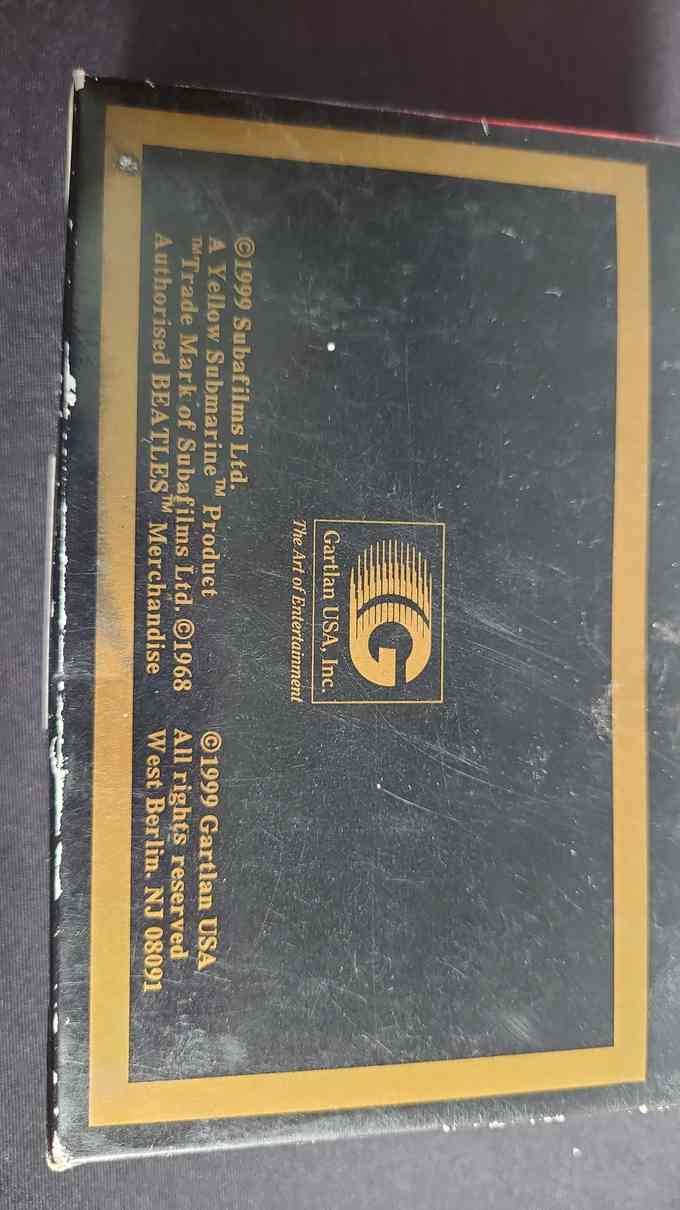 Gartlan USA, Inc.
The Art of Entertainment
©1999 Subafilms Ltd.
A Yellow Submarine™ Product
™Trade Mark of Subafilms Ltd. ©1968
Authorised BEATLES™ Merchandise
©1999 Gartlan USA
All rights reserved
West Berlin, NJ 08091